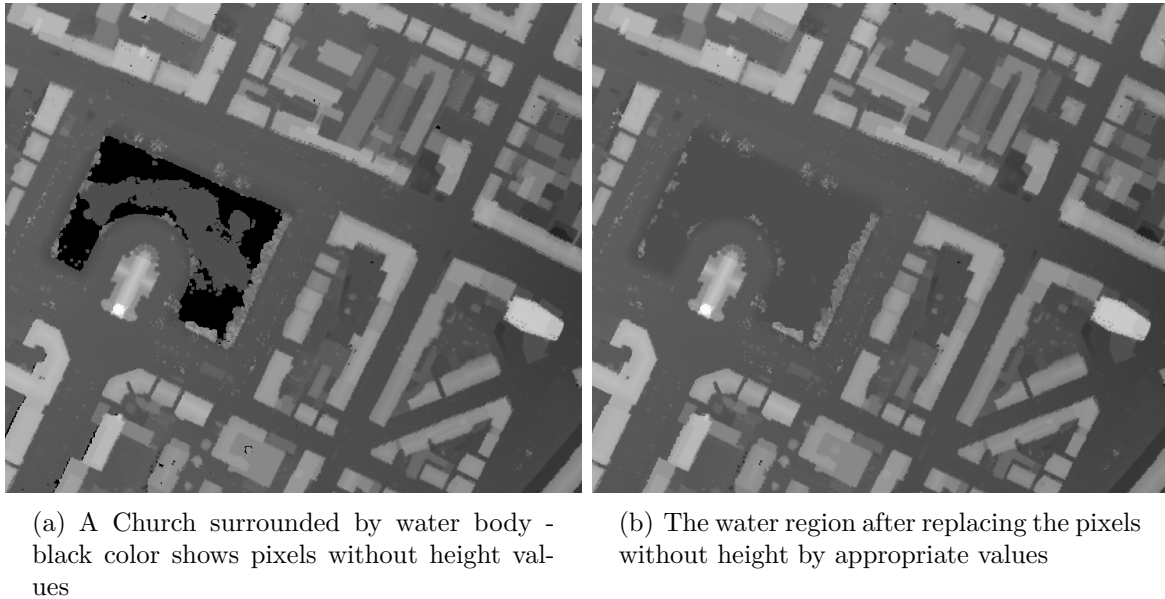 (a) A Church surrounded by water body -
black color shows pixels without height val-
ues
(b) The water region after replacing the pixels
without height by appropriate values